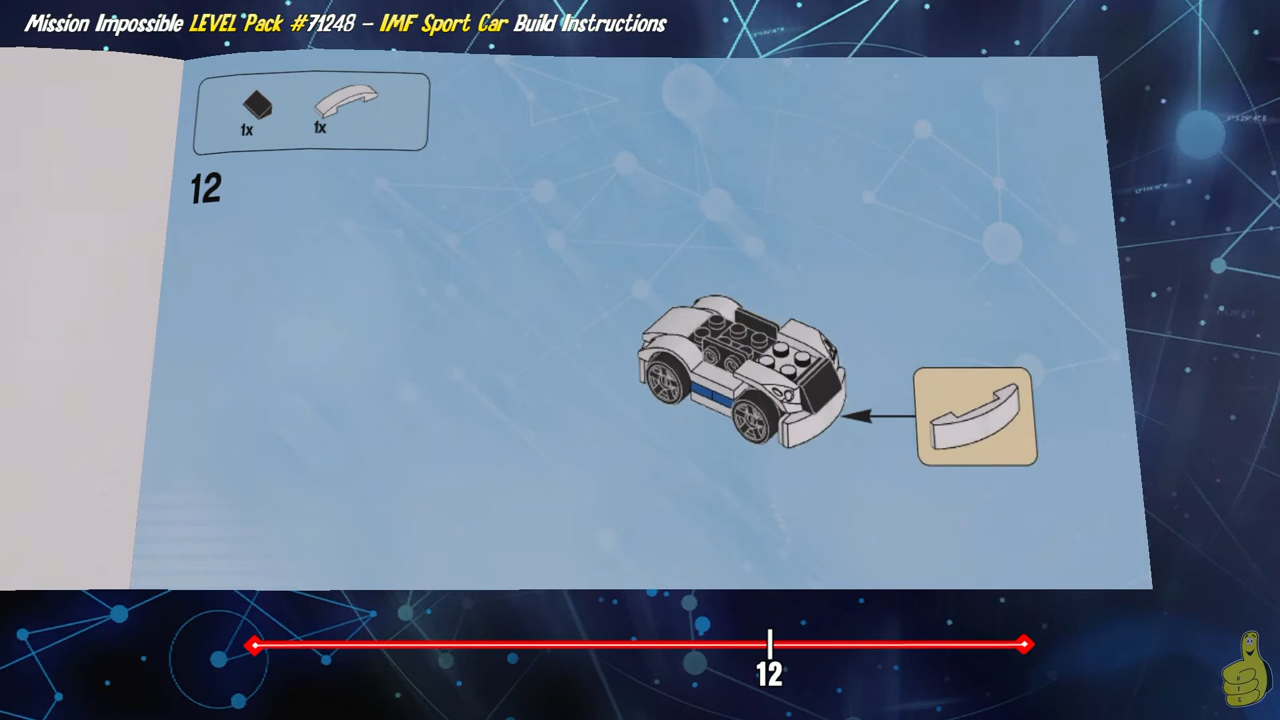 Mission Impossible LEVEL Pack #71248 – IMF Sport Car Build Instructions
1x 1x
12
12